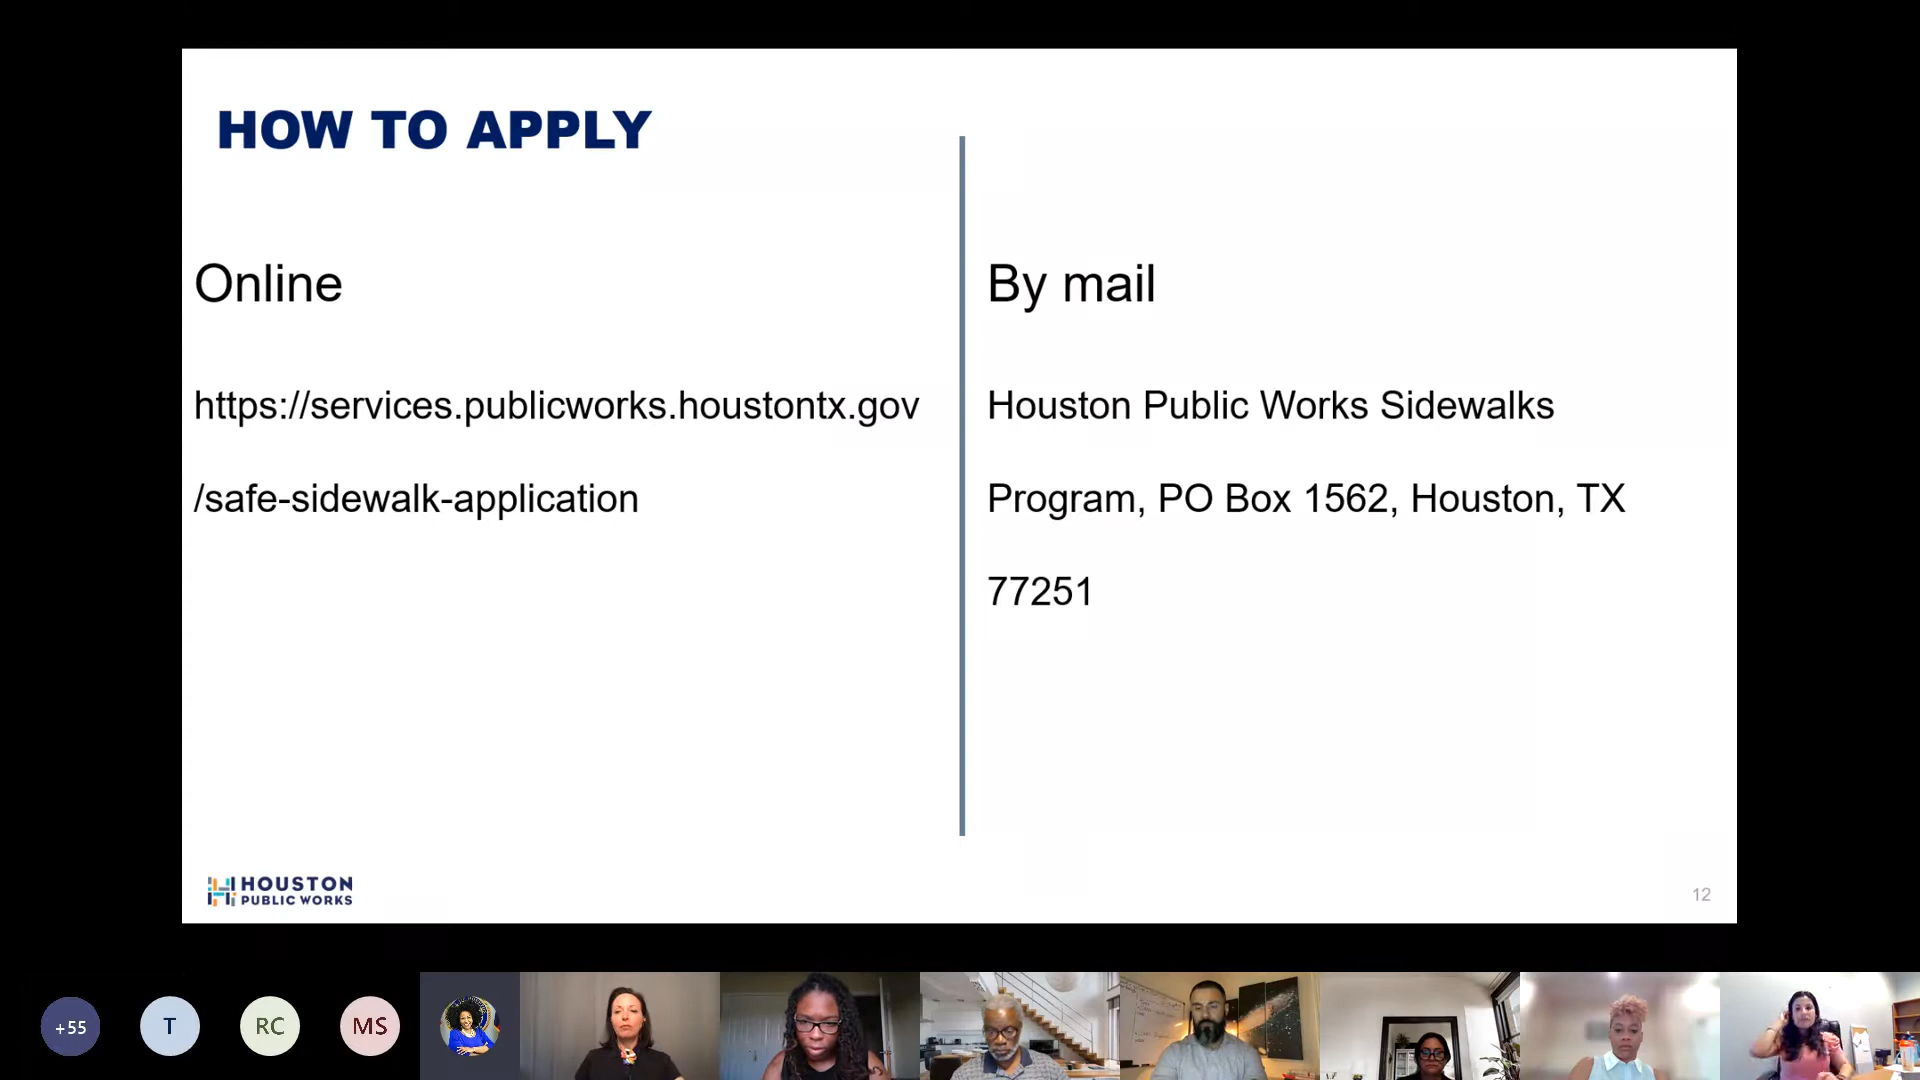 HOW TO APPLY
Online
https://services.publicworks.houstontx.gov
/safe-sidewalk-application
By mail
Houston Public Works Sidewalks
Program, PO Box 1562, Houston, TX
77251
HOUSTON
PUBLIC WORKS
12
+55
T
RC
MS